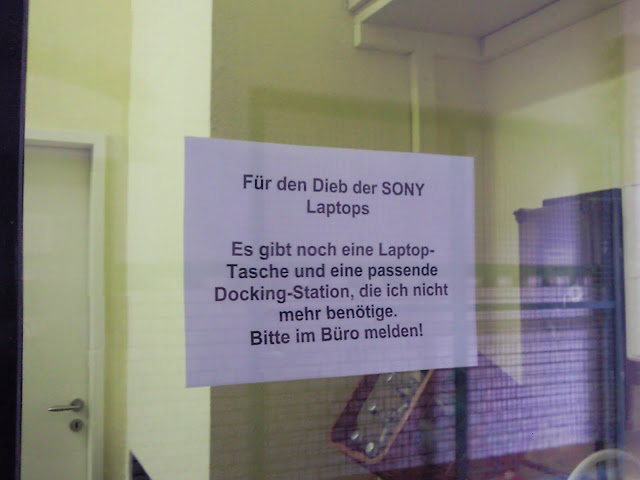 Für den Dieb der SONY
Laptops
Es gibt noch eine Laptop-
Tasche und eine passende
Docking-Station, die ich nicht
mehr benötige.
Bitte im Büro melden!